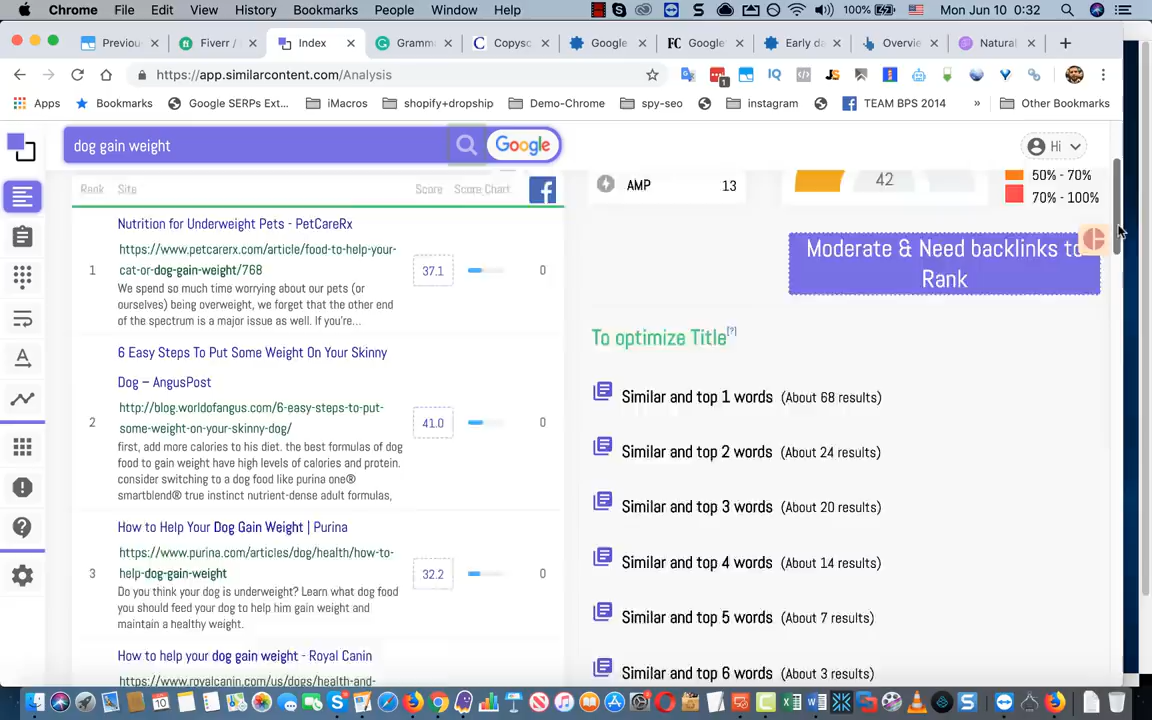 Chrome File Edit View History Bookmarks People Window Help 100% Mon Jun 10 0:32
Previou Fiverr / Index Gramm Copysc Google FC Google Early da Overvie Natural
https://app.similarcontent.com/Analysis
Apps Bookmarks Google SERPs Ext... iMacros shopify+dropship Demo-Chrome spy-seo instagram TEAM BPS 2014 » Other Bookmarks
dog gain weight Google Hi
Rank Site Score Score Chart
Nutrition for Underweight Pets - PetCareRx
1 https://www.petcarerx.com/article/food-to-help-your-
cat-or-dog-gain-weight/768 37.1 0
We spend so much time worrying about our pets (or
ourselves) being overweight, we forget that the other end
of the spectrum is a major issue as well. If you're...
6 Easy Steps To Put Some Weight On Your Skinny
Dog – AngusPost
2 http://blog.worldofangus.com/6-easy-steps-to-put-
some-weight-on-your-skinny-dog/ 41.0 0
first, add more calories to his diet. the best formulas of dog
food to gain weight have high levels of calories and protein.
consider switching to a dog food like purina one®
smartblend® true instinct nutrient-dense adult formulas,
How to Help Your Dog Gain Weight | Purina
3 https://www.purina.com/articles/dog/health/how-to-
help-dog-gain-weight 32.2 0
Do you think your dog is underweight? Learn what dog food
you should feed your dog to help him gain weight and
maintain a healthy weight.
How to help your dog gain weight - Royal Canin
https://www.royalcanin.com/us/dogs/health-and-
AMP 13
42
50% - 70%
70% - 100%
Moderate & Need backlinks to
Rank
To optimize Title[?]
Similar and top 1 words (About 68 results)
Similar and top 2 words (About 24 results)
Similar and top 3 words (About 20 results)
Similar and top 4 words (About 14 results)
Similar and top 5 words (About 7 results)
Similar and top 6 words (About 3 results)